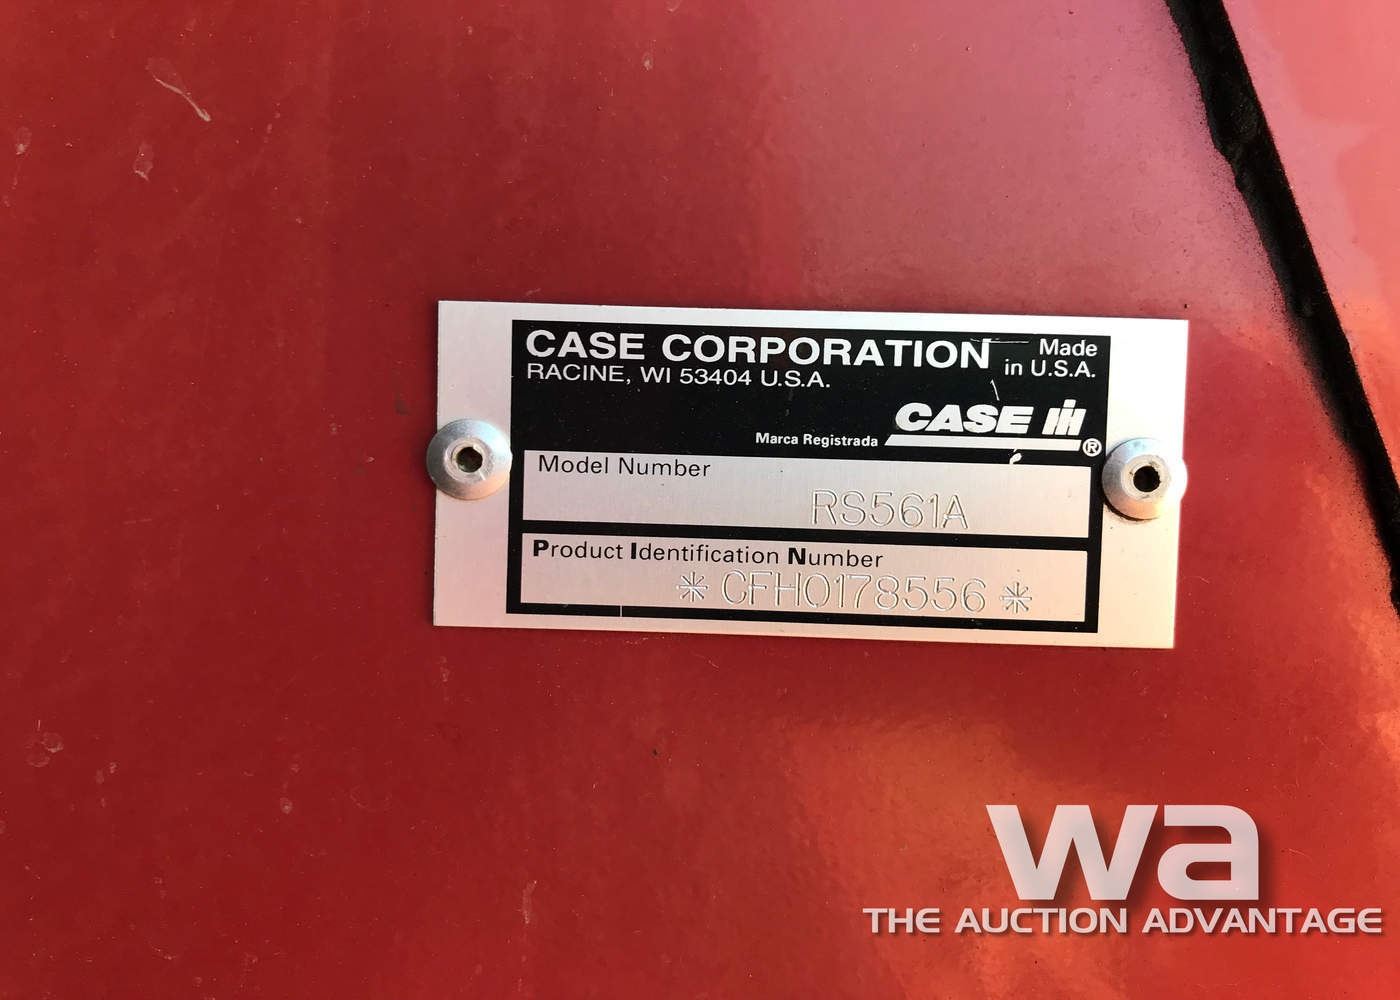 CASE CORPORATION
RACINE, WI 53404 U.S.A.
Made
in U.S.A.
CASE IH
Marca Registrada
®
Model Number
RS561A
Product Identification Number
* CFH0178556 *
wa
THE AUCTION ADVANTAGE